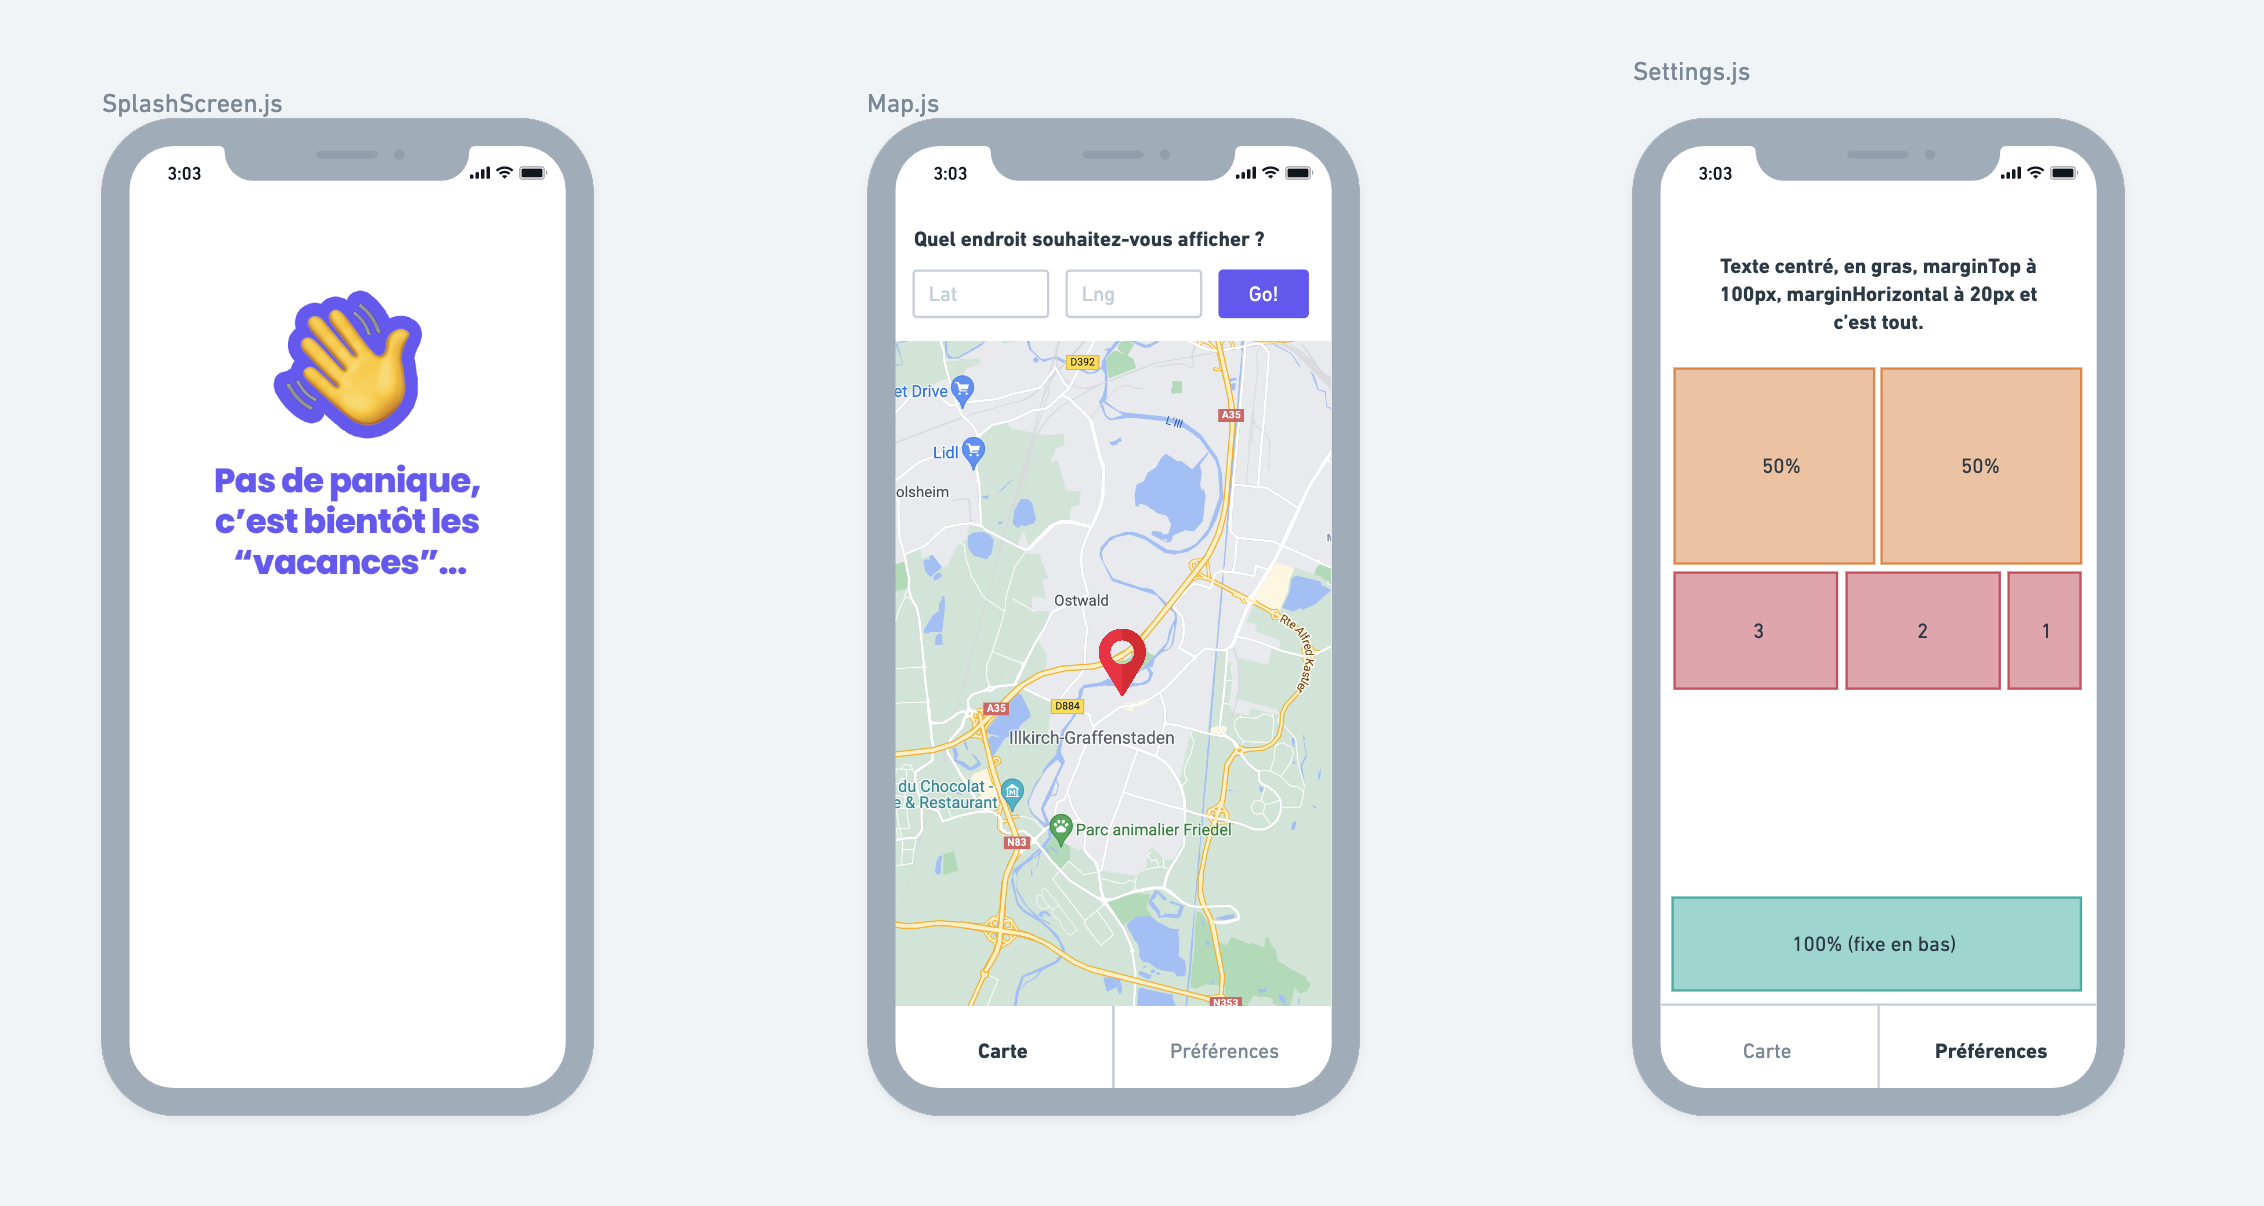 SplashScreen.js
3:03
Pas de panique,
c’est bientôt les
“vacances”...
Map.js
3:03
Quel endroit souhaitez-vous afficher ?
Lat
Lng
Go!
D392
et Drive
A35
L'Ill
Lidl
olsheim
Ostwald
Rte Alfred Kastler
A35
D884
Illkirch-Graffenstaden
du Chocolat -
e & Restaurant
Parc animalier Friedel
N83
N353
Carte
Préférences
Settings.js
3:03
Texte centré, en gras, marginTop à
100px, marginHorizontal à 20px et
c’est tout.
50%
50%
3
2
1
100% (fixe en bas)
Carte
Préférences